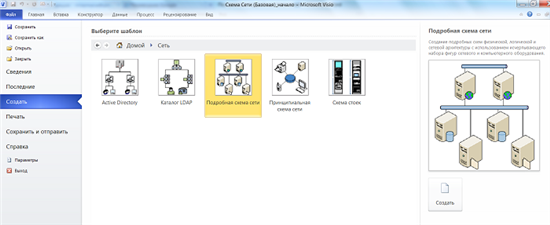 Схема Сети (Базовая)_начало - Microsoft Visio
Файл Главная Вставка Конструктор Данные Процесс Рецензирование Вид
Сохранить
Сохранить как
Открыть
Закрыть
Сведения
Последние
Создать
Печать
Сохранить и отправить
Справка
Параметры
Выход
Выберите шаблон
Домой Сеть
Active Directory
Каталог LDAP
Подробная схема сети
Принципиальная схема сети
Схема стоек
Подробная схема сети
Создание подробных схем физической, логической и сетевой архитектуры с использованием исчерпывающего набора фигур сетевого и компьютерного оборудования.
Создать